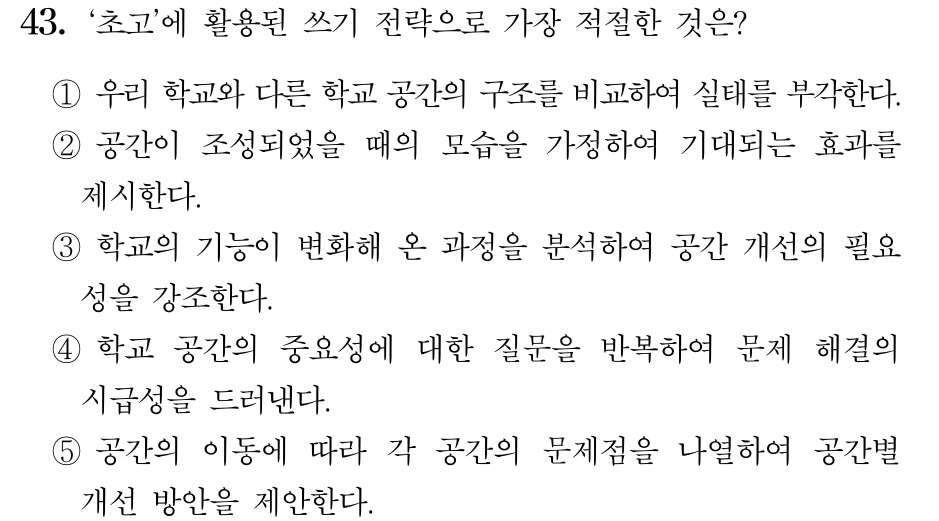 43. ‘초고’에 활용된 쓰기 전략으로 가장 적절한 것은?
① 우리 학교와 다른 학교 공간의 구조를 비교하여 실태를 부각한다.
② 공간이 조성되었을 때의 모습을 가정하여 기대되는 효과를
제시한다.
③ 학교의 기능이 변화해 온 과정을 분석하여 공간 개선의 필요
성을 강조한다.
④ 학교 공간의 중요성에 대한 질문을 반복하여 문제 해결의
시급성을 드러낸다.
⑤ 공간의 이동에 따라 각 공간의 문제점을 나열하여 공간별
개선 방안을 제안한다.